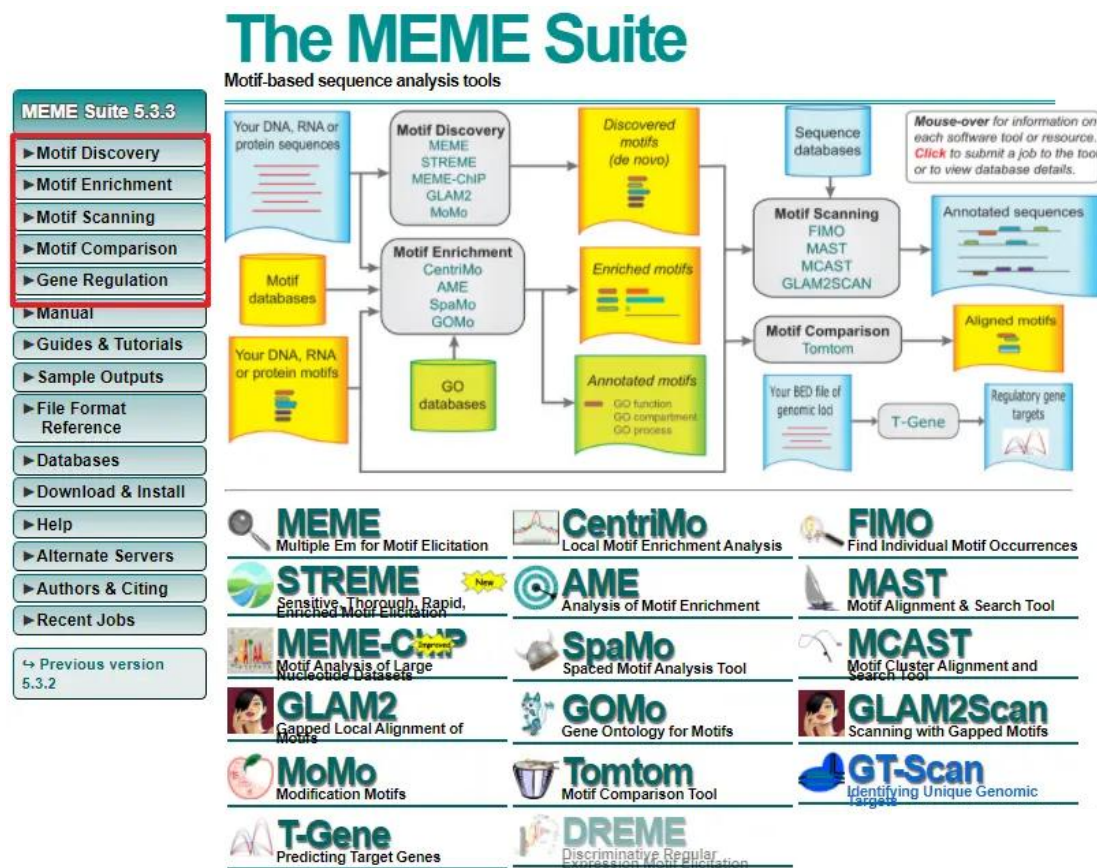 The MEME Suite
Motif-based sequence analysis tools
MEME Suite 5.3.3
►Motif Discovery
►Motif Enrichment
►Motif Scanning
►Motif Comparison
►Gene Regulation
►Manual
►Guides & Tutorials
►Sample Outputs
►File Format
Reference
►Databases
►Download & Install
►Help
►Alternate Servers
►Authors & Citing
►Recent Jobs
↪ Previous version
5.3.2
Your DNA, RNA or
protein sequences
Motif Discovery
MEME
STREME
MEME-ChIP
GLAM2
MoMo
Discovered
motifs
(de novo)
Sequence
databases
Mouse-over for information on
each software tool or resource.
Click to submit a job to the tool
or to view database details.
Motif
databases
Motif Enrichment
CentriMo
AME
SpaMo
GOMo
Enriched motifs
Motif Scanning
FIMO
MAST
MCAST
GLAM2SCAN
Annotated sequences
Your DNA, RNA
or protein motifs
GO
databases
Annotated motifs
GO function
GO compartment
GO process
Motif Comparison
Tomtom
Aligned motifs
Your BED file of
genomic loci
T-Gene
Regulatory gene
targets
MEME
Multiple Em for Motif Elicitation
CentriMo
Local Motif Enrichment Analysis
FIMO
Find Individual Motif Occurrences
STREME
New
Sensitive, Thorough, Rapid,
Enriched Motif Elicitation
AME
Analysis of Motif Enrichment
MAST
Motif Alignment & Search Tool
MEME-ChIP
Improved
Motif Analysis of Large
Nucleotide Datasets
SpaMo
Spaced Motif Analysis Tool
MCAST
Motif Cluster Alignment and
Search Tool
GLAM2
Gapped Local Alignment of
Motifs
GOMo
Gene Ontology for Motifs
GLAM2Scan
Scanning with Gapped Motifs
MoMo
Modification Motifs
Tomtom
Motif Comparison Tool
GT-Scan
Identifying Unique Genomic
Targets
T-Gene
Predicting Target Genes
DREME
Discriminative Regular
Expression Motif Elicitation